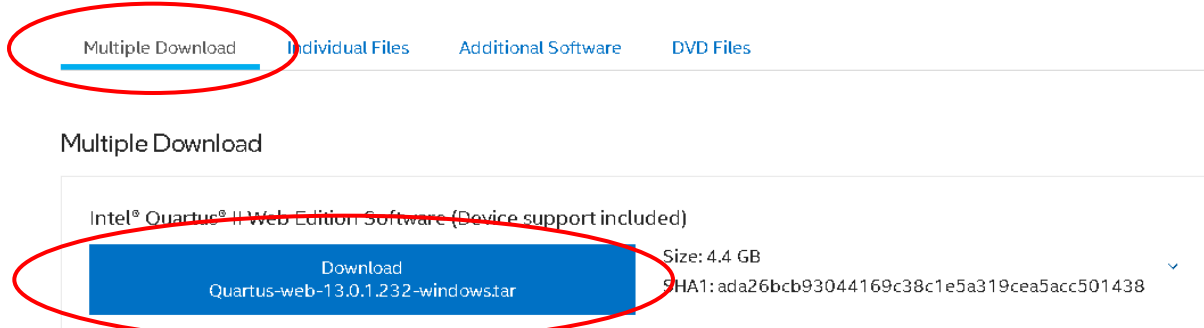 Multiple Download Individual Files Additional Software DVD Files
Multiple Download
Intel® Quartus® II Web Edition Software (Device support included)
Download
Quartus-web-13.0.1.232-windows.tar
Size: 4.4 GB
SHA1: ada26bcb93044169c38c1e5a319cea5acc501438